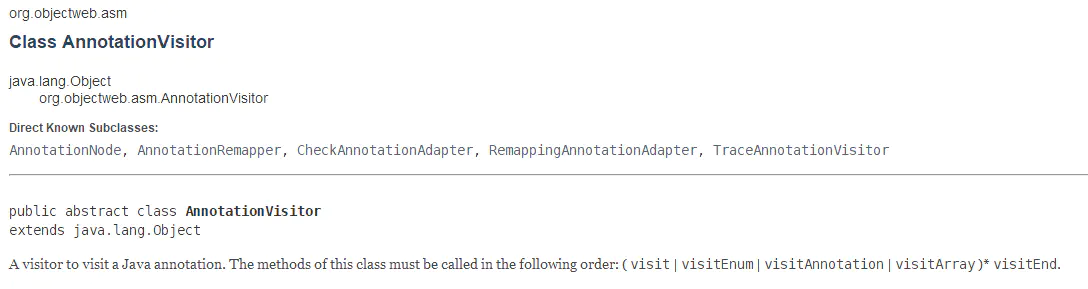 org.objectweb.asm
Class AnnotationVisitor
java.lang.Object
org.objectweb.asm.AnnotationVisitor
Direct Known Subclasses:
AnnotationNode, AnnotationRemapper, CheckAnnotationAdapter, RemappingAnnotationAdapter, TraceAnnotationVisitor
public abstract class AnnotationVisitor
extends java.lang.Object
A visitor to visit a Java annotation. The methods of this class must be called in the following order: ( visit | visitEnum | visitAnnotation | visitArray )* visitEnd.